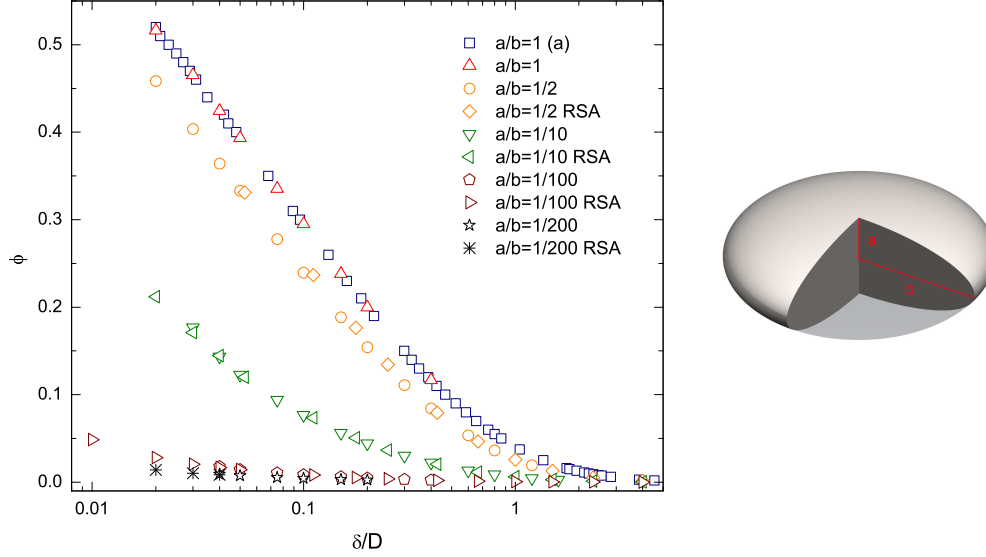 0.5
0.4
0.3
0.2
0.1
0.0
ϕ
0.01
0.1
1
δ/D
a/b=1 (a)
a/b=1
a/b=1/2
a/b=1/2 RSA
a/b=1/10
a/b=1/10 RSA
a/b=1/100
a/b=1/100 RSA
a/b=1/200
a/b=1/200 RSA
a
b